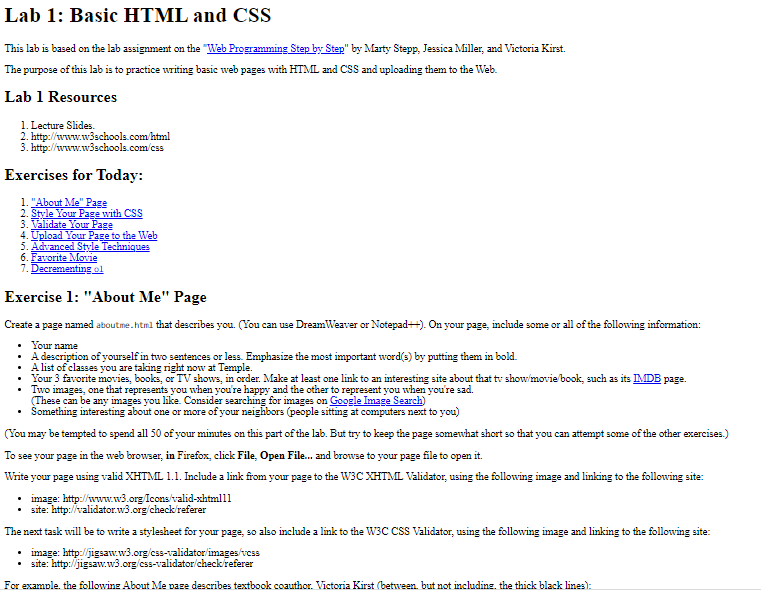 Lab 1: Basic HTML and CSS
This lab is based on the lab assignment on the "Web Programming Step by Step" by Marty Stepp, Jessica Miller, and Victoria Kirst.
The purpose of this lab is to practice writing basic web pages with HTML and CSS and uploading them to the Web.
Lab 1 Resources
1. Lecture Slides.
2. http://www.w3schools.com/html
3. http://www.w3schools.com/css
Exercises for Today:
1. "About Me" Page
2. Style Your Page with CSS
3. Validate Your Page
4. Upload Your Page to the Web
5. Advanced Style Techniques
6. Favorite Movie
7. Decrementing ol
Exercise 1: "About Me" Page
Create a page named aboutme.html that describes you. (You can use DreamWeaver or Notepad++). On your page, include some or all of the following information:
• Your name
• A description of yourself in two sentences or less. Emphasize the most important word(s) by putting them in bold.
• A list of classes you are taking right now at Temple.
• Your 3 favorite movies, books, or TV shows, in order. Make at least one link to an interesting site about that tv show/movie/book, such as its IMDB page.
• Two images, one that represents you when you're happy and the other to represent you when you're sad.
(These can be any images you like. Consider searching for images on Google Image Search)
• Something interesting about one or more of your neighbors (people sitting at computers next to you)
(You may be tempted to spend all 50 of your minutes on this part of the lab. But try to keep the page somewhat short so that you can attempt some of the other exercises.)
To see your page in the web browser, in Firefox, click File, Open File... and browse to your page file to open it.
Write your page using valid XHTML 1.1. Include a link from your page to the W3C XHTML Validator, using the following image and linking to the following site:
• image: http://www.w3.org/Icons/valid-xhtml11
• site: http://validator.w3.org/check/referer
The next task will be to write a stylesheet for your page, so also include a link to the W3C CSS Validator, using the following image and linking to the following site:
• image: http://jigsaw.w3.org/css-validator/images/vcss
• site: http://jigsaw.w3.org/css-validator/check/referer
For example, the following About Me page describes textbook coauthor, Victoria Kirst (between, but not including, the thick black lines):